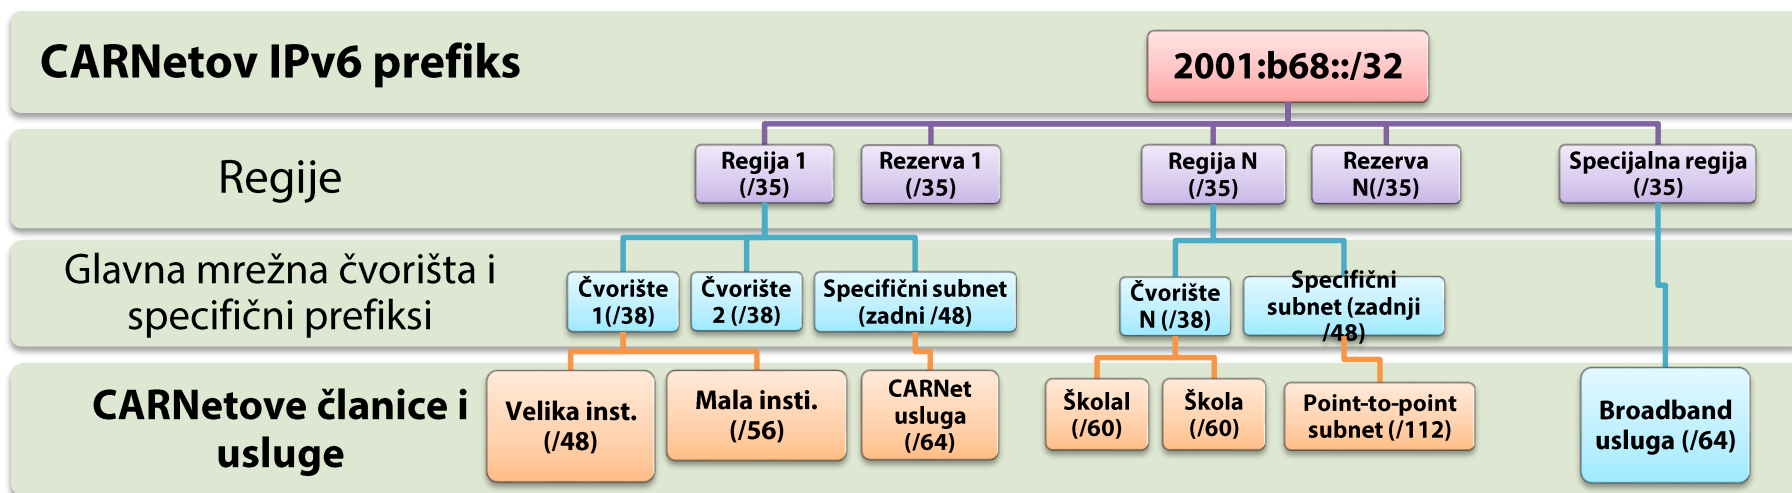 CARNetov IPv6 prefiks
2001:b68::/32
Regije
Regija 1
(/35)
Rezerva 1
(/35)
Regija N
(/35)
Rezerva
N(/35)
Specijalna regija
(/35)
Glavna mrežna čvorišta i
specifični prefiksi
Čvorište
1(/38)
Čvorište
2 (/38)
Specifični subnet
(zadni /48)
Čvorište
N (/38)
Specifični
subnet (zadnji
/48)
CARNetove članice i
usluge
Velika inst.
(/48)
Mala insti.
(/56)
CARNet
usluga
(/64)
Školal
(/60)
Škola
(/60)
Point-to-point
subnet (/112)
Broadband
usluga (/64)